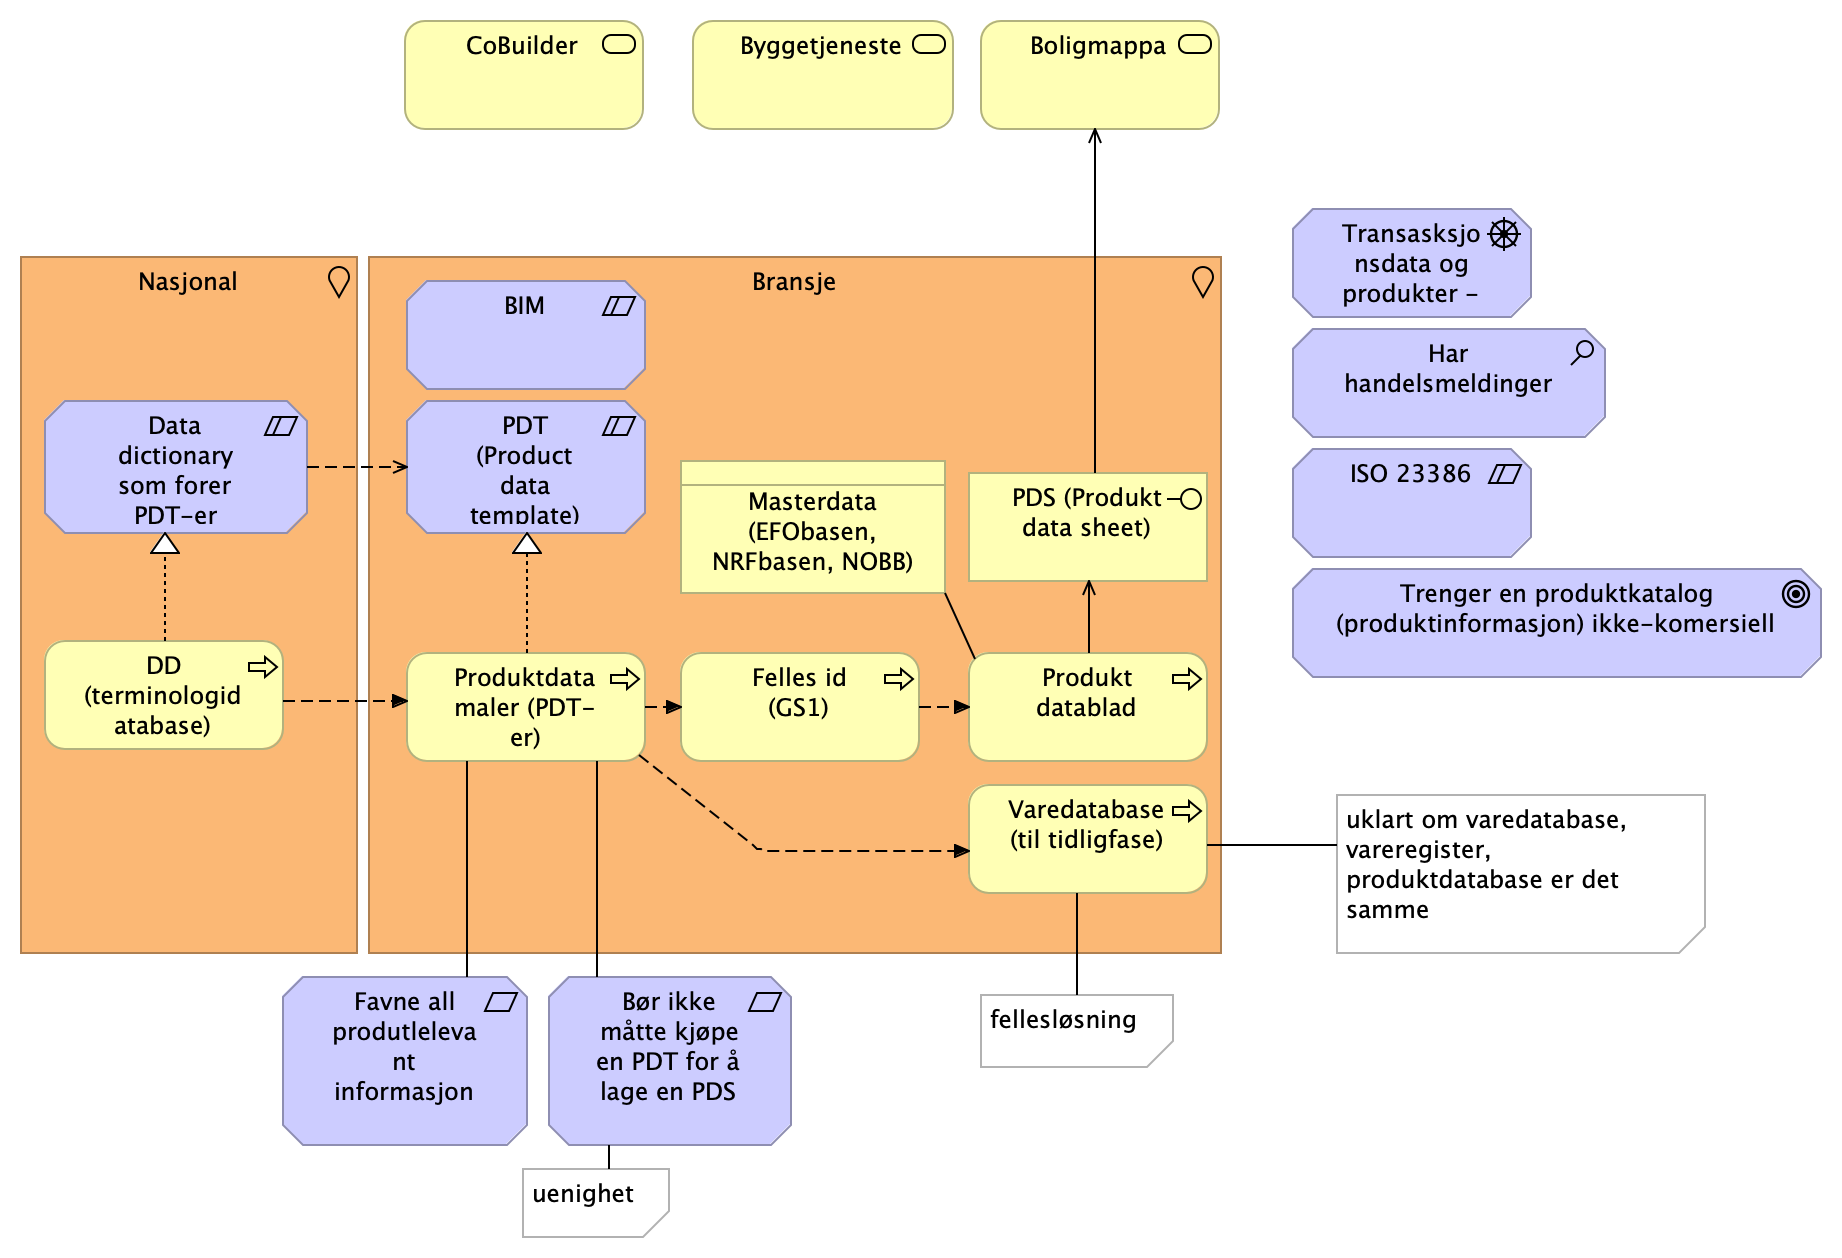 CoBuilder
Byggetjeneste
Boligmappa
Transasksjo
nsdata og
produkter –
Nasjonal
Bransje
BIM
Har
handelsmeldinger
Data
dictionary
som forer
PDT-er
PDT
(Product
data
template)
Masterdata
(EFObasen,
NRFbasen, NOBB)
PDS (Produkt
data sheet)
ISO 23386
Trenger en produktkatalog
(produktinformasjon) ikke-komersiell
DD
(terminologid
atabase)
Produktdata
maler (PDT-
er)
Felles id
(GS1)
Produkt
datablad
Varedatabase
(til tidligfase)
uklart om varedatabase,
vareregister,
produktdatabase er det
samme
Favne all
produtleleva
nt
informasjon
Bør ikke
måtte kjøpe
en PDT for å
lage en PDS
fellesløsning
uenighet